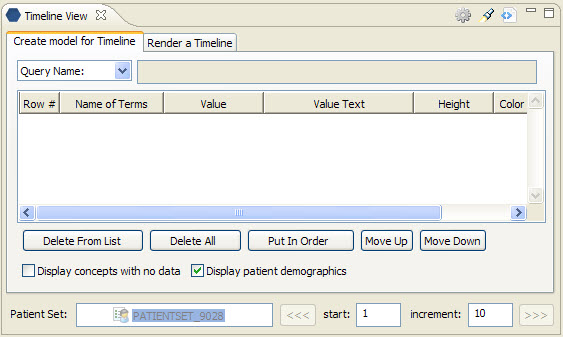 Timeline View
Create model for Timeline Render a Timeline
Query Name:
Row # Name of Terms Value Value Text Height Color
Delete From List Delete All Put In Order Move Up Move Down
Display concepts with no data Display patient demographics
Patient Set: PATIENTSET_9028 <<< start: 1 increment: 10 >>>